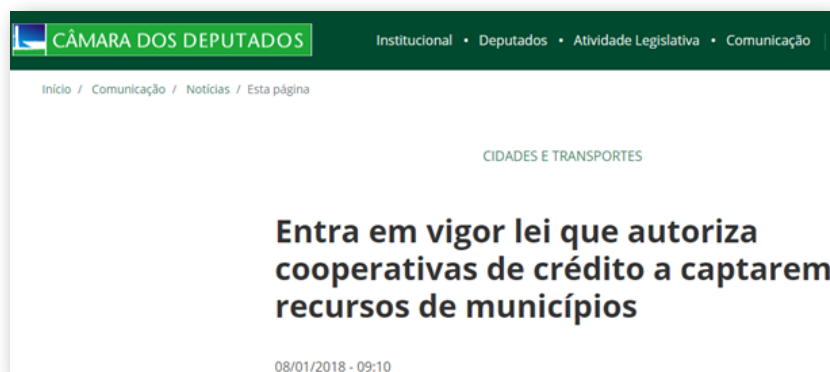 CÂMARA DOS DEPUTADOS
Institucional • Deputados • Atividade Legislativa • Comunicação
Início / Comunicação / Notícias / Esta página
CIDADES E TRANSPORTES
Entra em vigor lei que autoriza
cooperativas de crédito a captarem
recursos de municípios
08/01/2018 - 09:10